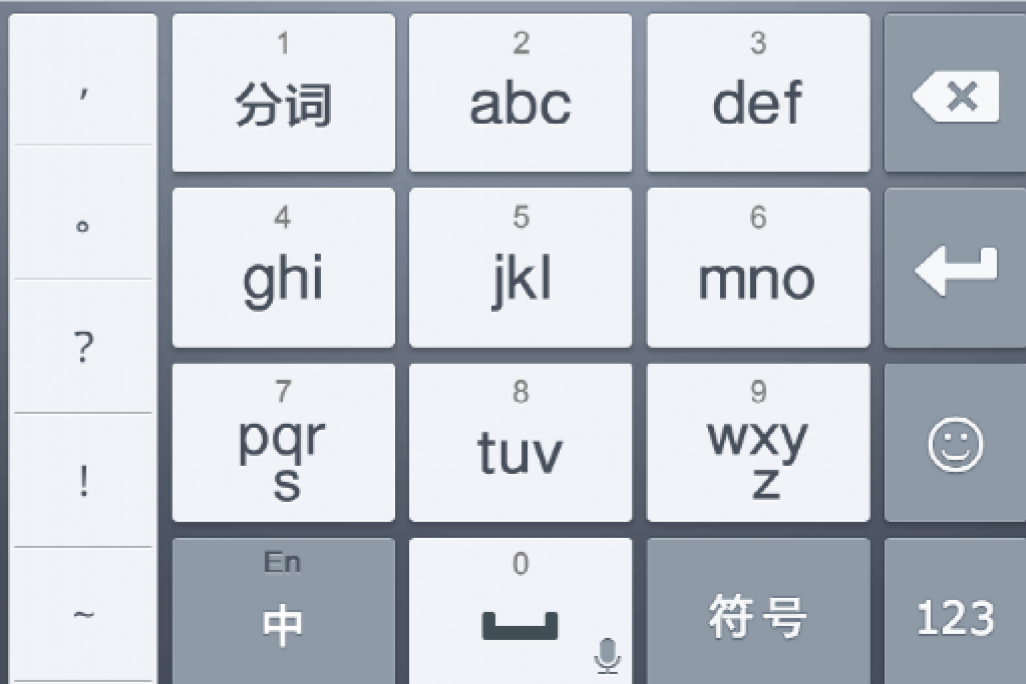 ,
。
?
!
~
1
分词
2
abc
3
def
4
ghi
5
jkl
6
mno
7
pqr
s
8
tuv
9
wxy
z
En
中
0
符号
123